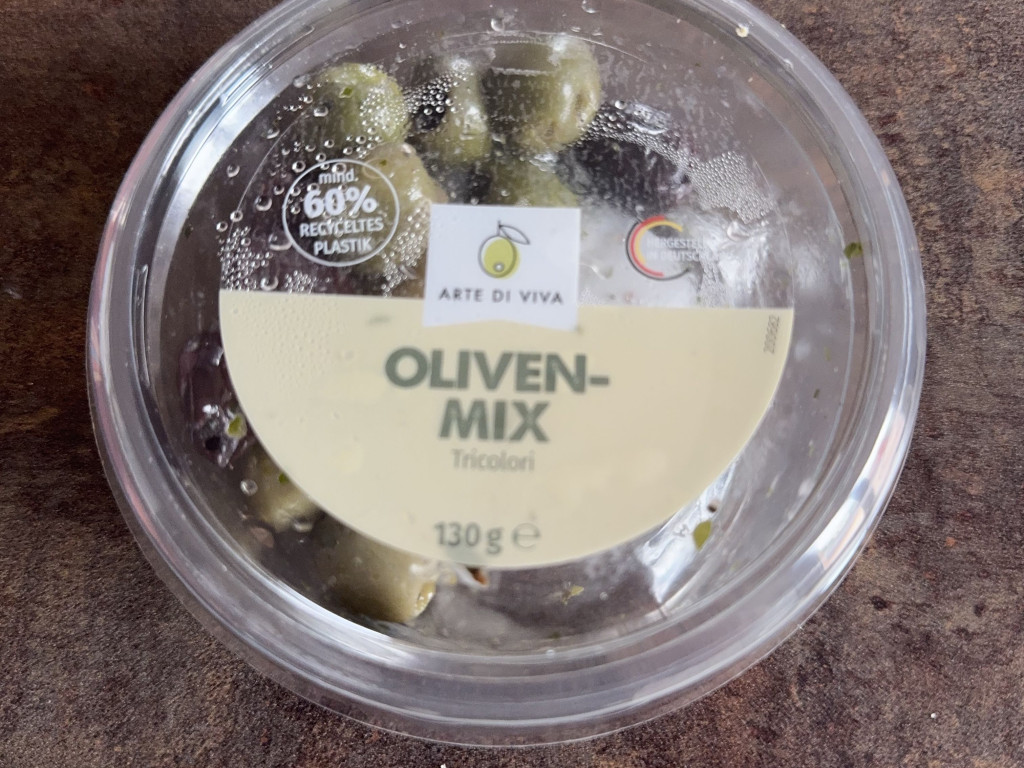 mind.
60%
RECYCELTES
PLASTIK
ARTE DI VIVA
OLIVEN-
MIX
Tricolori
130 g ℮